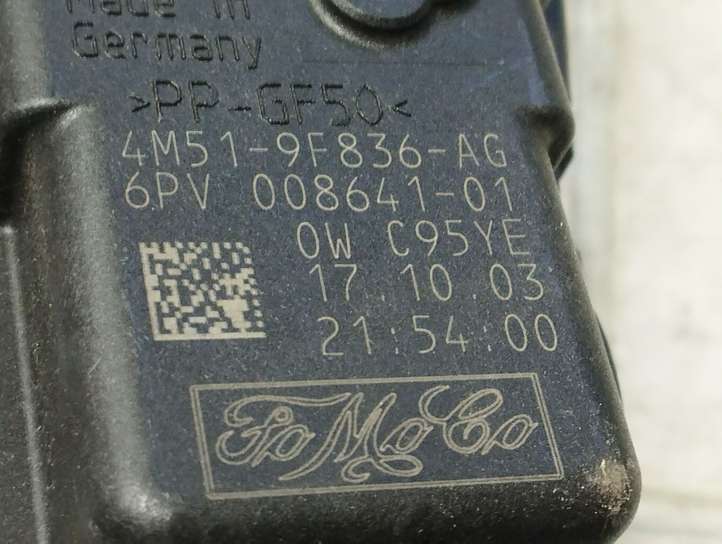 Made in
Germany
>PP-GF50<
4M51-9F836-AG
6PV 008641-01
0W C95YE
17.10.03
21:54:00
FoMoCo